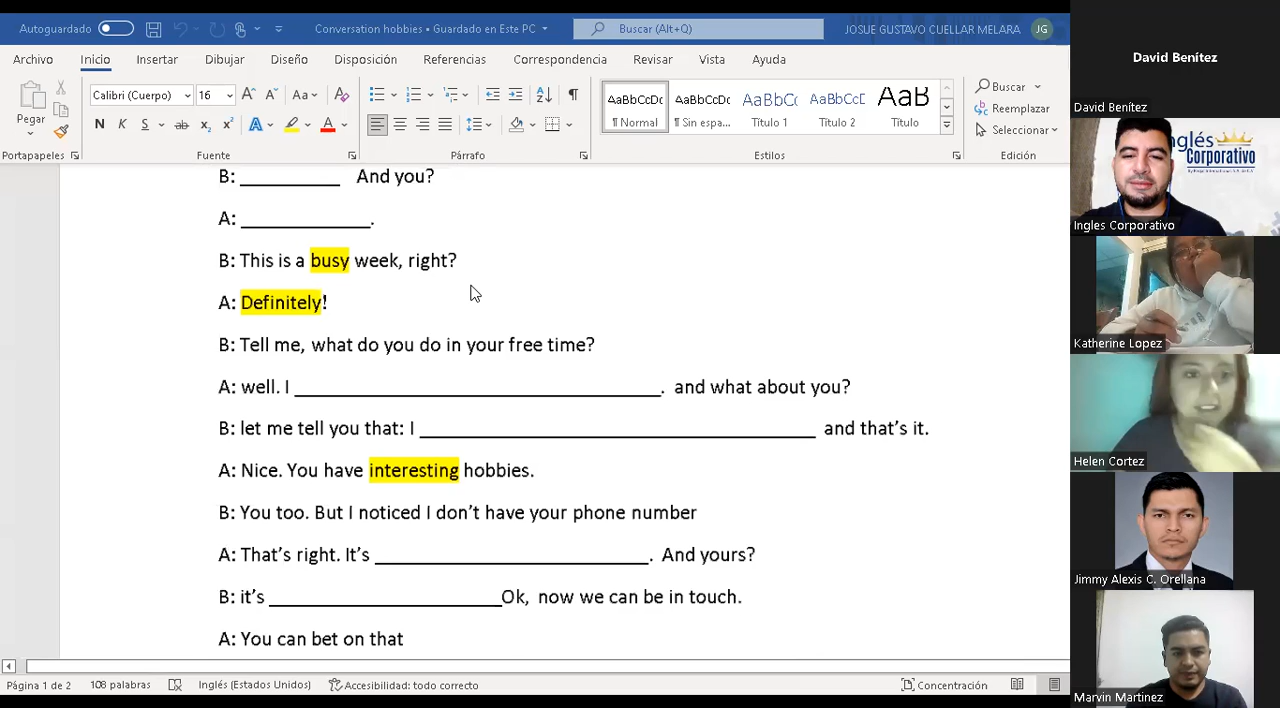 Autoguardado
Conversation hobbies • Guardado en Este PC
Buscar (Alt+Q)
JOSUE GUSTAVO CUELLAR MELARA
JG
Archivo Inicio Insertar Dibujar Diseño Disposición Referencias Correspondencia Revisar Vista Ayuda
Pegar
Portapapeles
Calibri (Cuerpo) 16
N K S ab
Fuente
Párrafo
AaBbCcDc AaBbCcDc AaBbCc AaBbCcD AaB
¶ Normal ¶ Sin espa... Título 1 Título 2 Título
Estilos
Buscar
Reemplazar
Seleccionar
Edición
B: ___________ And you?
A: ____________.
B: This is a busy week, right?
A: Definitely!
B: Tell me, what do you do in your free time?
A: well. I __________________________________. and what about you?
B: let me tell you that: I _____________________________________ and that's it.
A: Nice. You have interesting hobbies.
B: You too. But I noticed I don't have your phone number
A: That's right. It's _________________________. And yours?
B: it's ______________________Ok, now we can be in touch.
A: You can bet on that
Página 1 de 2 108 palabras Inglés (Estados Unidos) Accesibilidad: todo correcto Concentración
David Benítez
David Benítez
Inglés
Corporativo
Ingles Corporativo
Katherine Lopez
Helen Cortez
Jimmy Alexis C. Orellana
Marvin Martinez